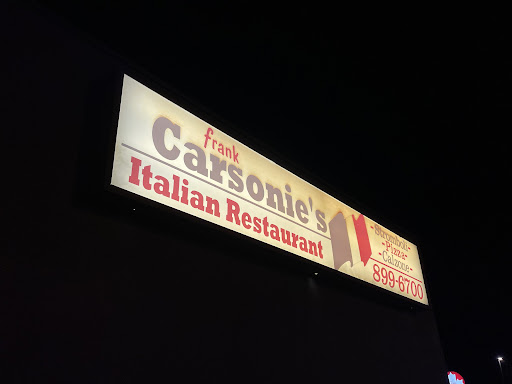 frank
Carsonie's
Italian Restaurant
-Stromboli-
-Pizza-
-Calzone-
899-6700